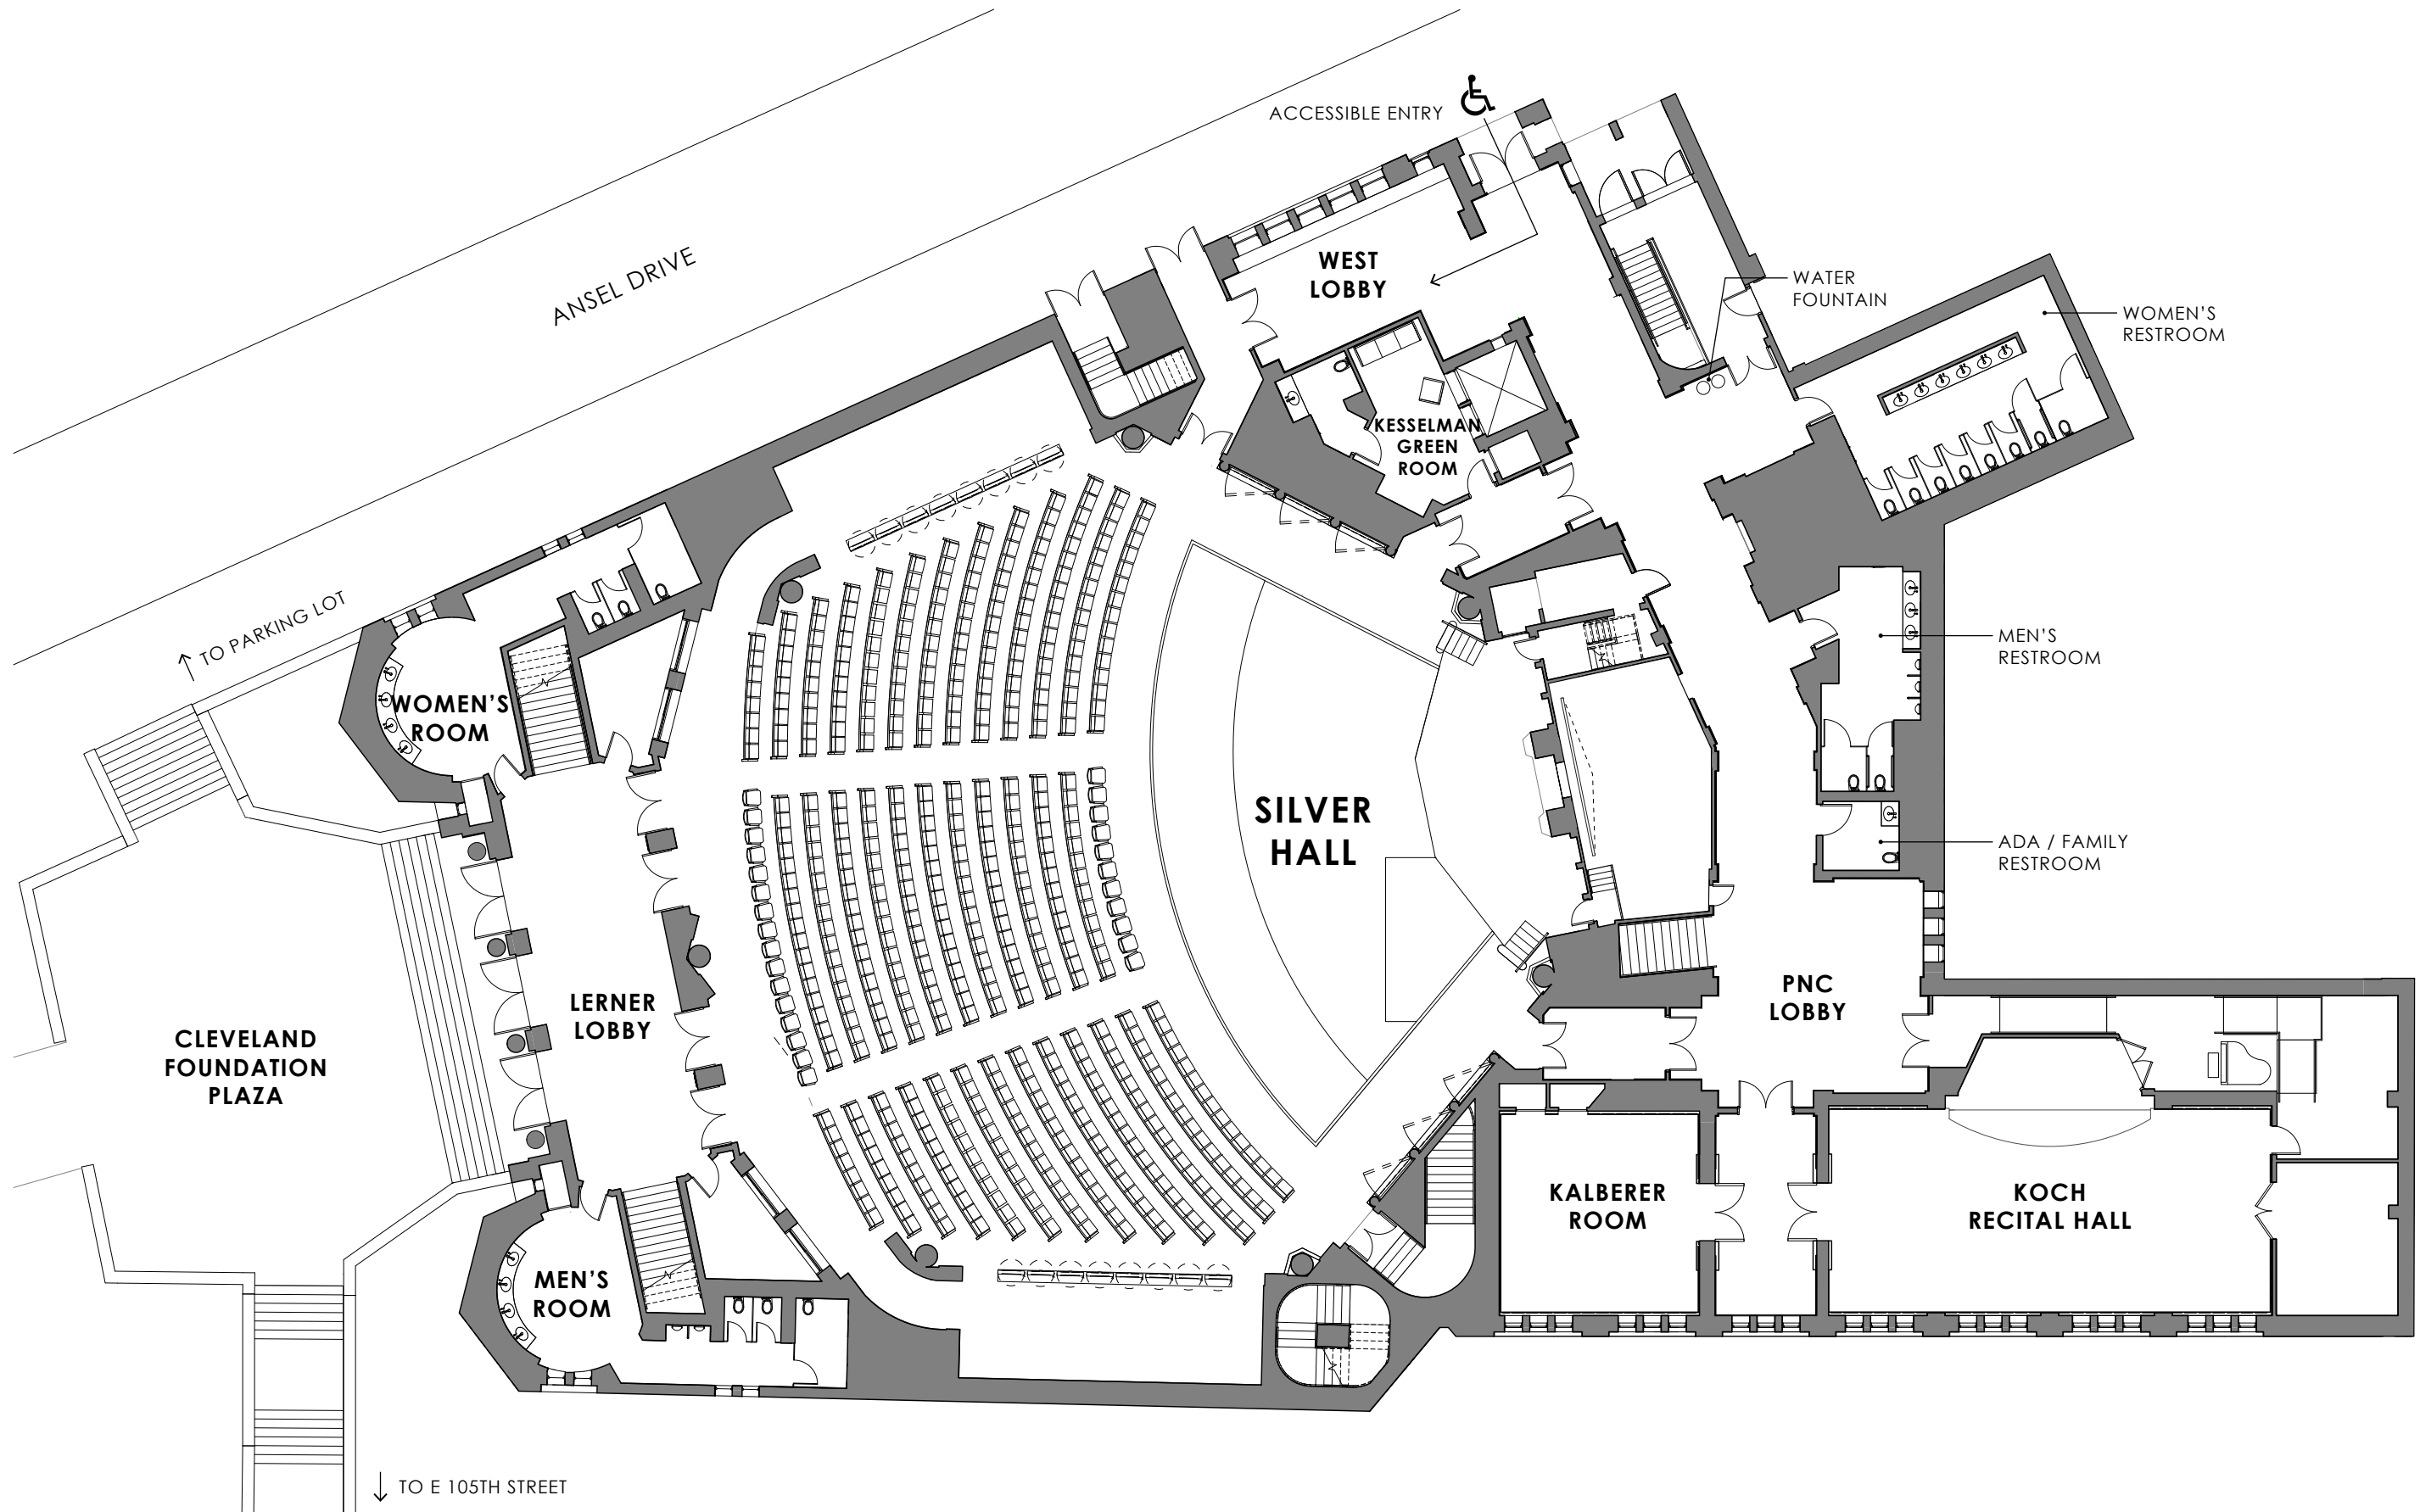 ACCESSIBLE ENTRY
ANSEL DRIVE
WEST
LOBBY
WATER
FOUNTAIN
WOMEN'S
RESTROOM
KESSELMAN
GREEN
ROOM
TO PARKING LOT
MEN'S
RESTROOM
WOMEN'S
ROOM
SILVER
HALL
ADA / FAMILY
RESTROOM
LERNER
LOBBY
PNC
LOBBY
CLEVELAND
FOUNDATION
PLAZA
KALBERER
ROOM
KOCH
RECITAL HALL
MEN'S
ROOM
TO E 105TH STREET